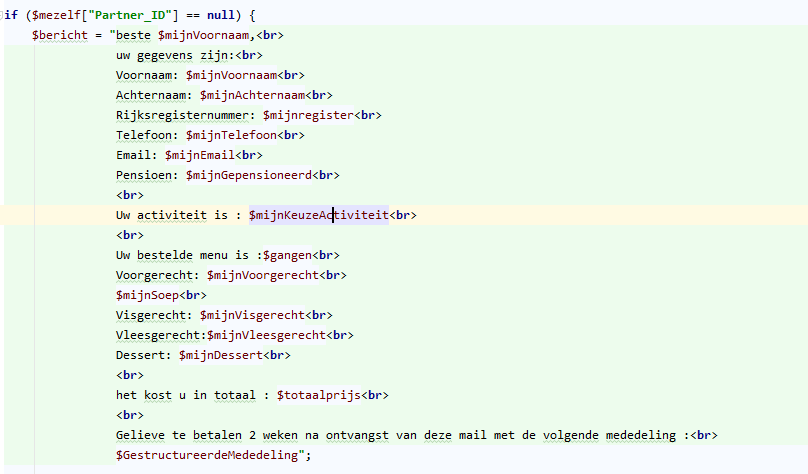 if ($mezelf["Partner_ID"] == null) {
$bericht = "beste $mijnVoornaam,<br>
uw gegevens zijn:<br>
Voornaam: $mijnVoornaam<br>
Achternaam: $mijnAchternaam<br>
Rijksregisternummer: $mijnregister<br>
Telefoon: $mijnTelefoon<br>
Email: $mijnEmail<br>
Pensioen: $mijnGepensioneerd<br>
<br>
Uw activiteit is : $mijnKeuzeActiviteit<br>
<br>
Uw bestelde menu is :$gangen<br>
Voorgerecht: $mijnVoorgerecht<br>
$mijnSoep<br>
Visgerecht: $mijnVisgerecht<br>
Vleesgerecht:$mijnVleesgerecht<br>
Dessert: $mijnDessert<br>
<br>
het kost u in totaal : $totaalprijs<br>
<br>
Gelieve te betalen 2 weken na ontvangst van deze mail met de volgende mededeling :<br>
$GestructureerdeMededeling";